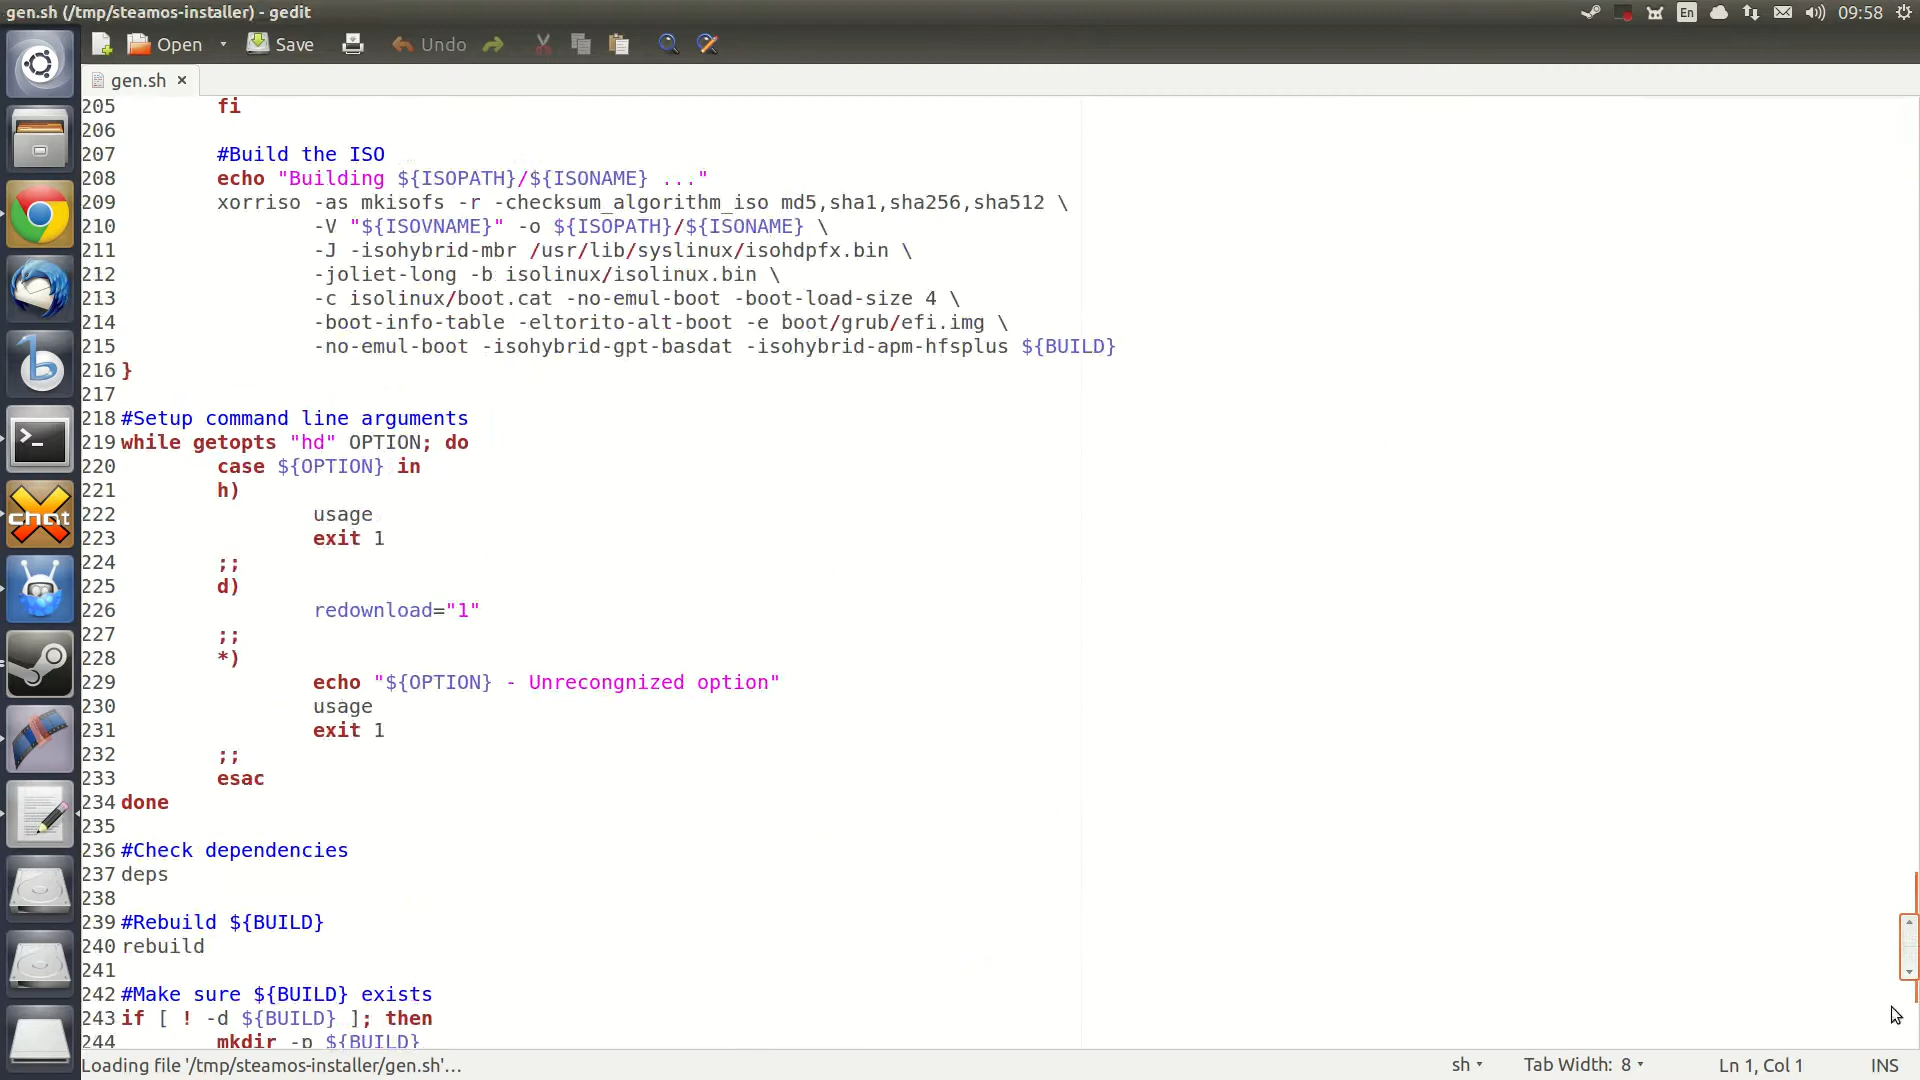 gen.sh (/tmp/steamos-installer) - gedit
En
09:58
Open
Save
Undo
gen.sh ×
205 fi
206
207 #Build the ISO
208 echo "Building ${ISOPATH}/${ISONAME} ..."
209 xorriso -as mkisofs -r -checksum_algorithm_iso md5,sha1,sha256,sha512 \
210 -V "${ISOVNAME}" -o ${ISOPATH}/${ISONAME} \
211 -J -isohybrid-mbr /usr/lib/syslinux/isohdpfx.bin \
212 -joliet-long -b isolinux/isolinux.bin \
213 -c isolinux/boot.cat -no-emul-boot -boot-load-size 4 \
214 -boot-info-table -eltorito-alt-boot -e boot/grub/efi.img \
215 -no-emul-boot -isohybrid-gpt-basdat -isohybrid-apm-hfsplus ${BUILD}
216 }
217
218 #Setup command line arguments
219 while getopts "hd" OPTION; do
220 case ${OPTION} in
221 h)
222 usage
223 exit 1
224 ;;
225 d)
226 redownload="1"
227 ;;
228 *)
229 echo "${OPTION} - Unrecongnized option"
230 usage
231 exit 1
232 ;;
233 esac
234 done
235
236 #Check dependencies
237 deps
238
239 #Rebuild ${BUILD}
240 rebuild
241
242 #Make sure ${BUILD} exists
243 if [ ! -d ${BUILD} ]; then
244 mkdir -p ${BUILD}
chat
Loading file '/tmp/steamos-installer/gen.sh'...
sh
Tab Width: 8
Ln 1, Col 1
INS